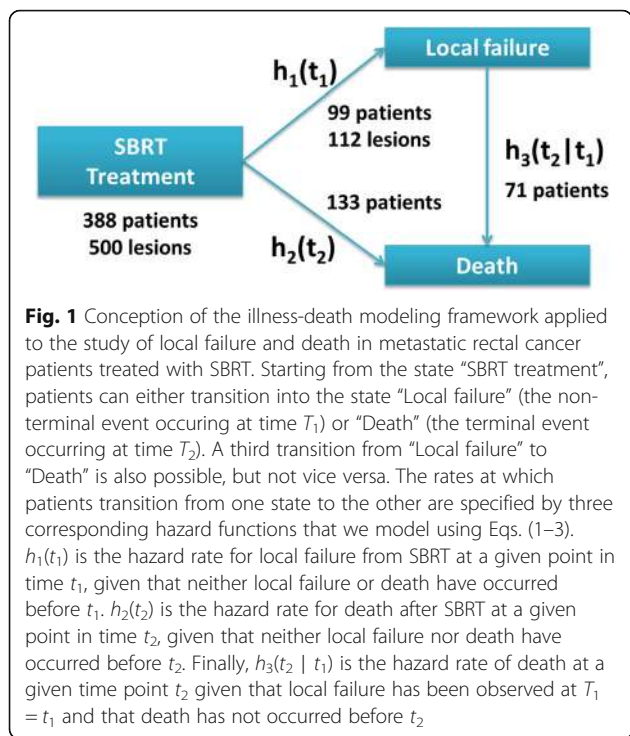 Local failure
h₁(t₁)
99 patients
112 lesions
h₃(t₂|t₁)
71 patients
SBRT
Treatment
388 patients
500 lesions
133 patients
h₂(t₂)
Death
Fig. 1 Conception of the illness-death modeling framework applied
to the study of local failure and death in metastatic rectal cancer
patients treated with SBRT. Starting from the state “SBRT treatment”,
patients can either transition into the state “Local failure” (the non-
terminal event occuring at time T₁) or “Death” (the terminal event
occurring at time T₂). A third transition from “Local failure” to
“Death” is also possible, but not vice versa. The rates at which
patients transition from one state to the other are specified by three
corresponding hazard functions that we model using Eqs. (1–3).
h₁(t₁) is the hazard rate for local failure from SBRT at a given point in
time t₁, given that neither local failure or death have occurred
before t₁. h₂(t₂) is the hazard rate for death after SBRT at a given
point in time t₂, given that neither local failure nor death have
occurred before t₂. Finally, h₃(t₂ | t₁) is the hazard rate of death at a
given time point t₂ given that local failure has been observed at T₁
= t₁ and that death has not occurred before t₂